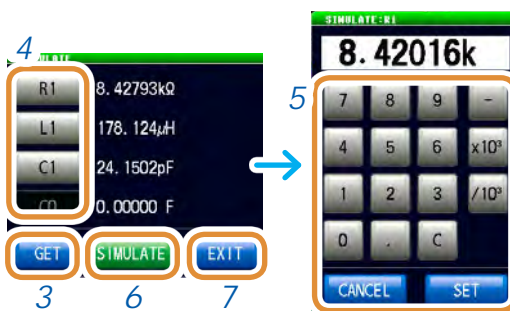 4
SIMULATE
R1 8.42793kΩ
L1 178.124μH
C1 24.1502pF
C0 0.00000 F
GET SIMULATE EXIT
3 6 7
SIMULATE:R1
8.42016k
5
7 8 9 -
4 5 6 x10³
1 2 3 /10³
0 . C
CANCEL SET